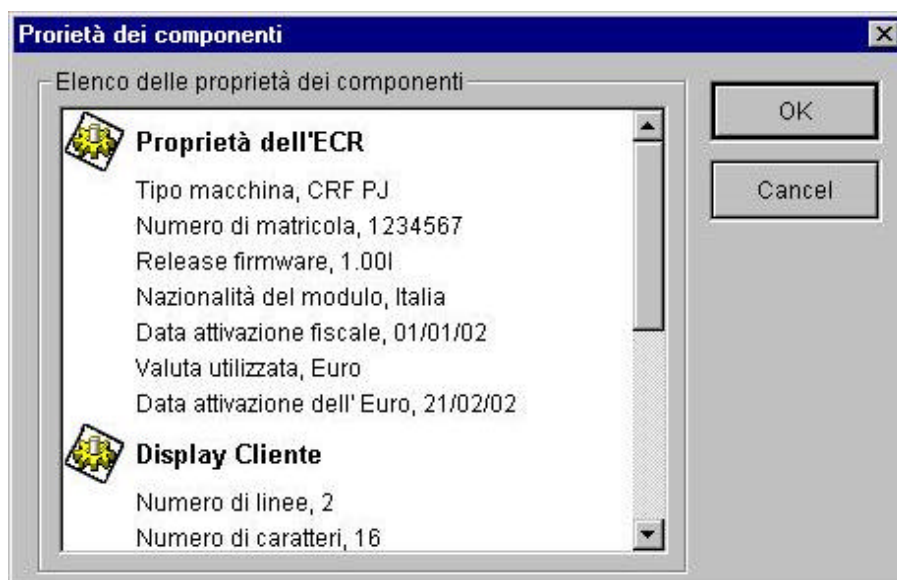 Prorietà dei componenti
Elenco delle proprietà dei componenti
Proprietà dell'ECR
Tipo macchina, CRF PJ
Numero di matricola, 1234567
Release firmware, 1.00l
Nazionalità del modulo, Italia
Data attivazione fiscale, 01/01/02
Valuta utilizzata, Euro
Data attivazione dell' Euro, 21/02/02
Display Cliente
Numero di linee, 2
Numero di caratteri, 16
OK
Cancel